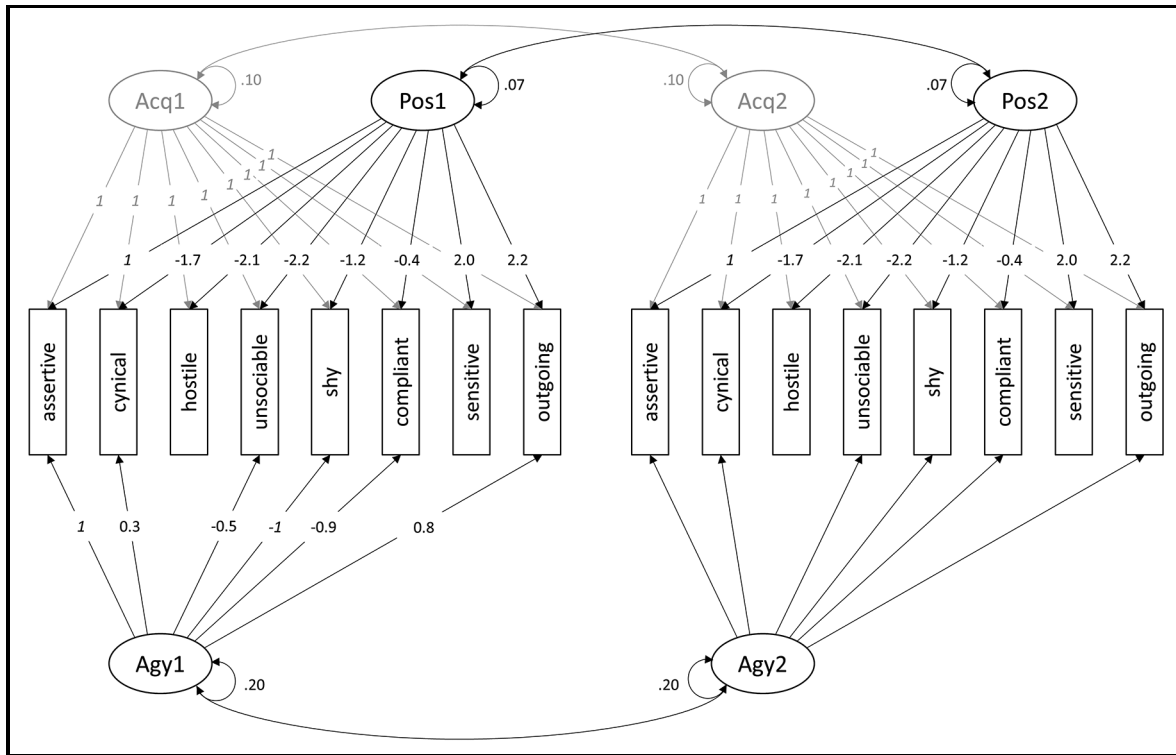 .10 .07 .10 .07
Acq1 Pos1 Acq2 Pos2
1 1 1 1 1 1 1 1 1 1 1 1 1 1 1 1
1 -1.7 -2.1 -2.2 -1.2 -0.4 2.0 2.2 1 -1.7 -2.1 -2.2 -1.2 -0.4 2.0 2.2
assertive
cynical
hostile
unsociable
shy
compliant
sensitive
outgoing
assertive
cynical
hostile
unsociable
shy
compliant
sensitive
outgoing
1 0.3 -0.5 -1 -0.9 0.8
Agy1 .20 .20 Agy2